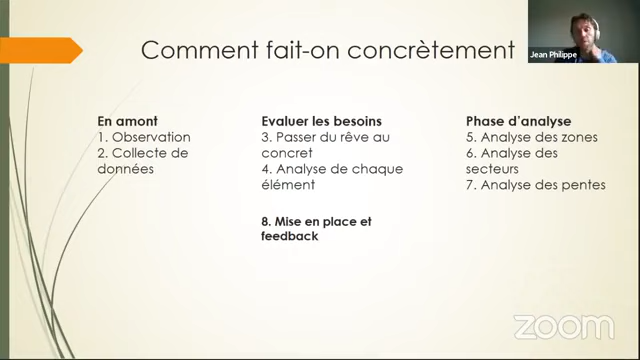 Comment fait-on concrètement
Jean Philippe
En amont
1. Observation
2. Collecte de
données
Evaluer les besoins
3. Passer du rêve au
concret
4. Analyse de chaque
élément
Phase d'analyse
5. Analyse des zones
6. Analyse des
secteurs
7. Analyse des pentes
8. Mise en place et
feedback
zoom